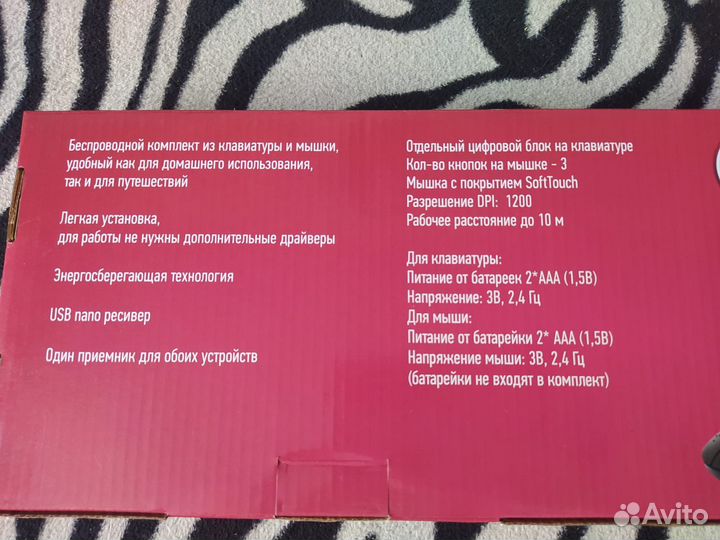 Беспроводной комплект из клавиатуры и мышки,
удобный как для домашнего использования,
так и для путешествий
Легкая установка,
для работы не нужны дополнительные драйверы
Энергосберегающая технология
USB nano ресивер
Один приемник для обоих устройств
Отдельный цифровой блок на клавиатуре
Кол-во кнопок на мышке - 3
Мышка с покрытием SoftTouch
Разрешение DPI: 1200
Рабочее расстояние до 10 м
Для клавиатуры:
Питание от батареек 2*ААА (1,5В)
Напряжение: 3В, 2,4 Гц
Для мыши:
Питание от батарейки 2* ААА (1,5В)
Напряжение мыши: 3В, 2,4 Гц
(батарейки не входят в комплект)
Avito